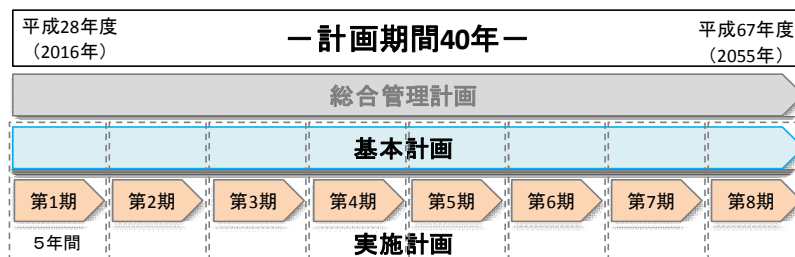 平成28年度
（2016年）
－計画期間40年－
平成67年度
（2055年）
総合管理計画
基本計画
第1期 第2期 第3期 第4期 第5期 第6期 第7期 第8期
５年間
実施計画